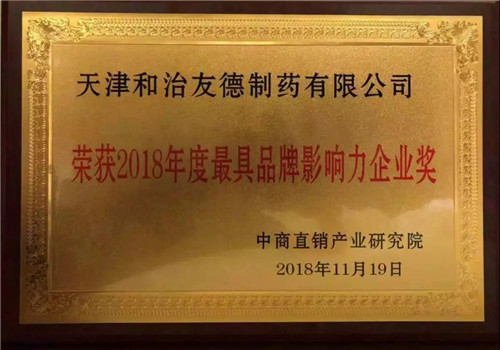 天津和治友德制药有限公司
荣获2018年度最具品牌影响力企业奖
中商直销产业研究院
2018年11月19日